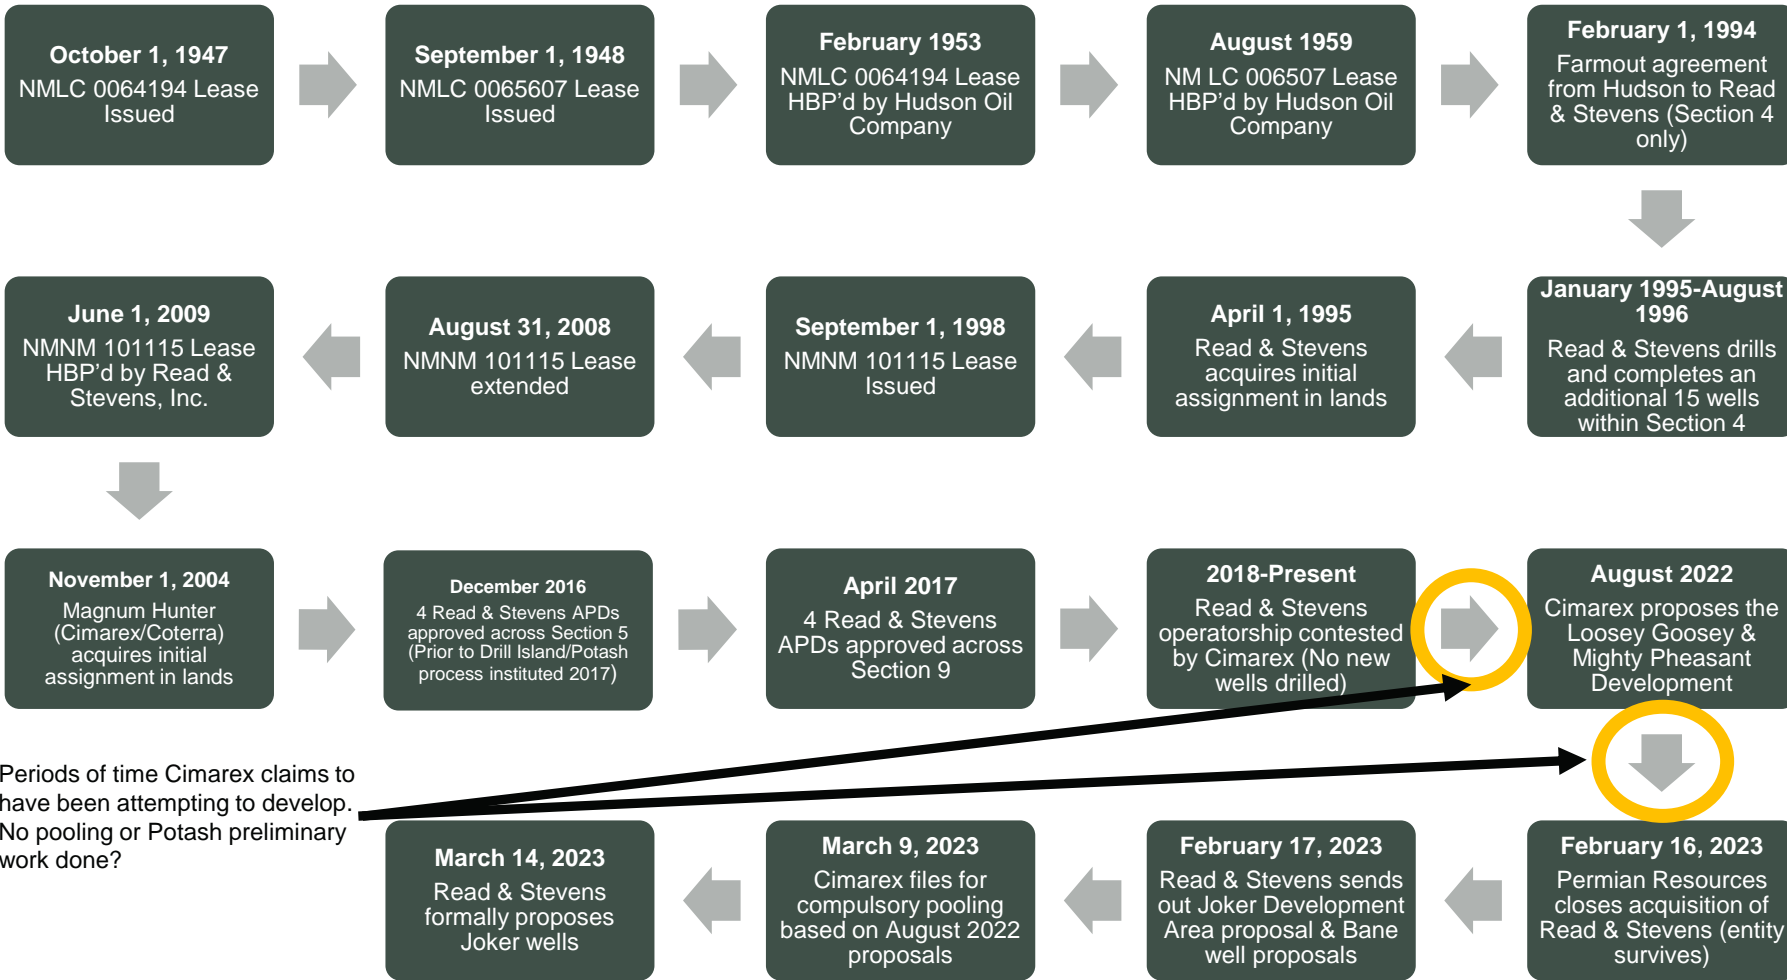 October 1, 1947
NMLC 0064194 Lease
Issued
September 1, 1948
NMLC 0065607 Lease
Issued
February 1953
NMLC 0064194 Lease
HBP’d by Hudson Oil
Company
August 1959
NM LC 006507 Lease
HBP’d by Hudson Oil
Company
February 1, 1994
Farmout agreement
from Hudson to Read
& Stevens (Section 4
only)
January 1995-August
1996
Read & Stevens drills
and completes an
additional 15 wells
within Section 4
April 1, 1995
Read & Stevens
acquires initial
assignment in lands
September 1, 1998
NMNM 101115 Lease
Issued
August 31, 2008
NMNM 101115 Lease
extended
June 1, 2009
NMNM 101115 Lease
HBP’d by Read &
Stevens, Inc.
November 1, 2004
Magnum Hunter
(Cimarex/Coterra)
acquires initial
assignment in lands
December 2016
4 Read & Stevens APDs
approved across Section 5
(Prior to Drill Island/Potash
process instituted 2017)
April 2017
4 Read & Stevens
APDs approved across
Section 9
2018-Present
Read & Stevens
operatorship contested
by Cimarex (No new
wells drilled)
August 2022
Cimarex proposes the
Loosey Goosey &
Mighty Pheasant
Development
February 16, 2023
Permian Resources
closes acquisition of
Read & Stevens (entity
survives)
February 17, 2023
Read & Stevens sends
out Joker Development
Area proposal & Bane
well proposals
March 9, 2023
Cimarex files for
compulsory pooling
based on August 2022
proposals
March 14, 2023
Read & Stevens
formally proposes
Joker wells
Periods of time Cimarex claims to
have been attempting to develop.
No pooling or Potash preliminary
work done?